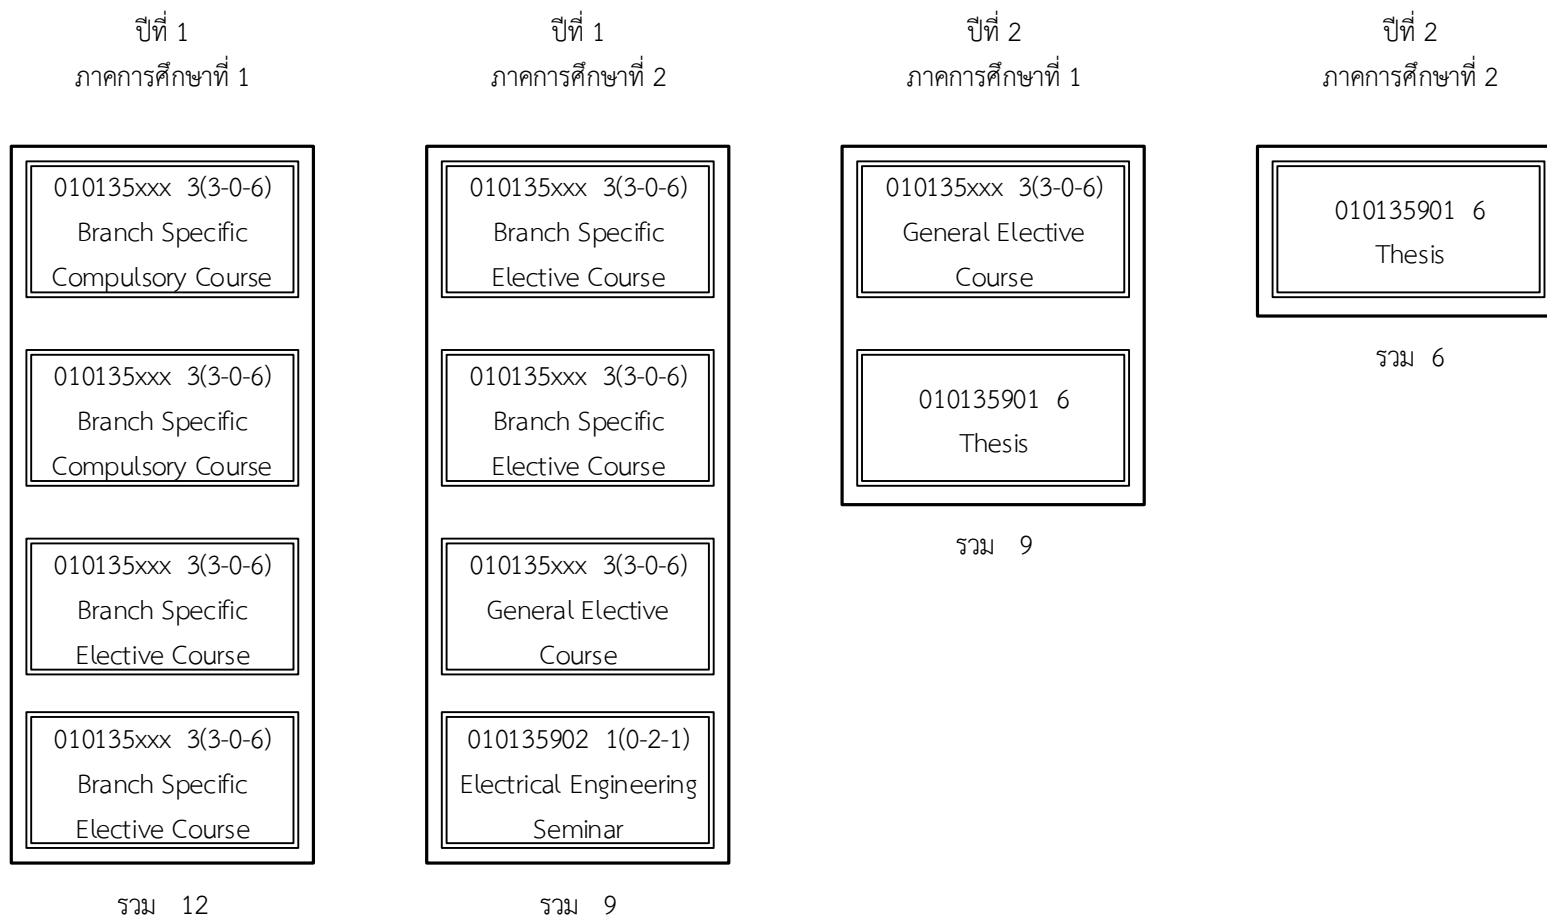 ปีที่ 1
ภาคการศึกษาที่ 1
010135xxx 3(3-0-6)
Branch Specific
Compulsory Course
010135xxx 3(3-0-6)
Branch Specific
Compulsory Course
010135xxx 3(3-0-6)
Branch Specific
Elective Course
010135xxx 3(3-0-6)
Branch Specific
Elective Course
รวม 12
ปีที่ 1
ภาคการศึกษาที่ 2
010135xxx 3(3-0-6)
Branch Specific
Elective Course
010135xxx 3(3-0-6)
Branch Specific
Elective Course
010135xxx 3(3-0-6)
General Elective
Course
010135902 1(0-2-1)
Electrical Engineering
Seminar
รวม 9
ปีที่ 2
ภาคการศึกษาที่ 1
010135xxx 3(3-0-6)
General Elective
Course
010135901 6
Thesis
รวม 9
ปีที่ 2
ภาคการศึกษาที่ 2
010135901 6
Thesis
รวม 6